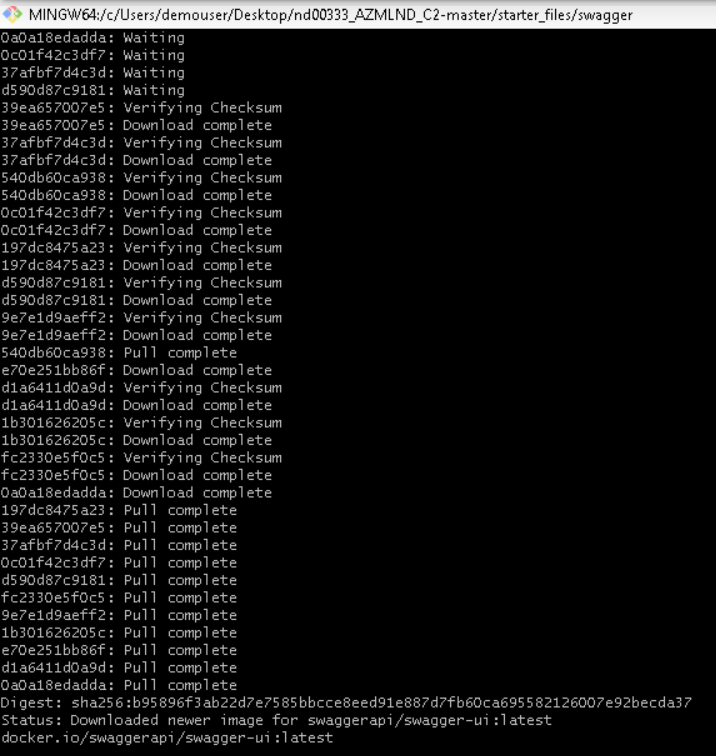 MINGW64:/c/Users/demouser/Desktop/nd00333_AZMLND_C2-master/starter_files/swagger
0a0a18edadda: Waiting
0c01f42c3df7: Waiting
37afbf7d4c3d: Waiting
d590d87c9181: Waiting
39ea657007e5: Verifying Checksum
39ea657007e5: Download complete
37afbf7d4c3d: Verifying Checksum
37afbf7d4c3d: Download complete
540db60ca938: Verifying Checksum
540db60ca938: Download complete
0c01f42c3df7: Verifying Checksum
0c01f42c3df7: Download complete
197dc8475a23: Verifying Checksum
197dc8475a23: Download complete
d590d87c9181: Verifying Checksum
d590d87c9181: Download complete
9e7e1d9aeff2: Verifying Checksum
9e7e1d9aeff2: Download complete
540db60ca938: Pull complete
e70e251bb86f: Download complete
d1a6411d0a9d: Verifying Checksum
d1a6411d0a9d: Download complete
1b301626205c: Verifying Checksum
1b301626205c: Download complete
fc2330e5f0c5: Verifying Checksum
fc2330e5f0c5: Download complete
0a0a18edadda: Download complete
197dc8475a23: Pull complete
39ea657007e5: Pull complete
37afbf7d4c3d: Pull complete
0c01f42c3df7: Pull complete
d590d87c9181: Pull complete
fc2330e5f0c5: Pull complete
9e7e1d9aeff2: Pull complete
1b301626205c: Pull complete
e70e251bb86f: Pull complete
d1a6411d0a9d: Pull complete
0a0a18edadda: Pull complete
Digest: sha256:b95896f3ab22d7e7585bbcce8eed91e887d7fb60ca695582126007e92becda37
Status: Downloaded newer image for swaggerapi/swagger-ui:latest
docker.io/swaggerapi/swagger-ui:latest